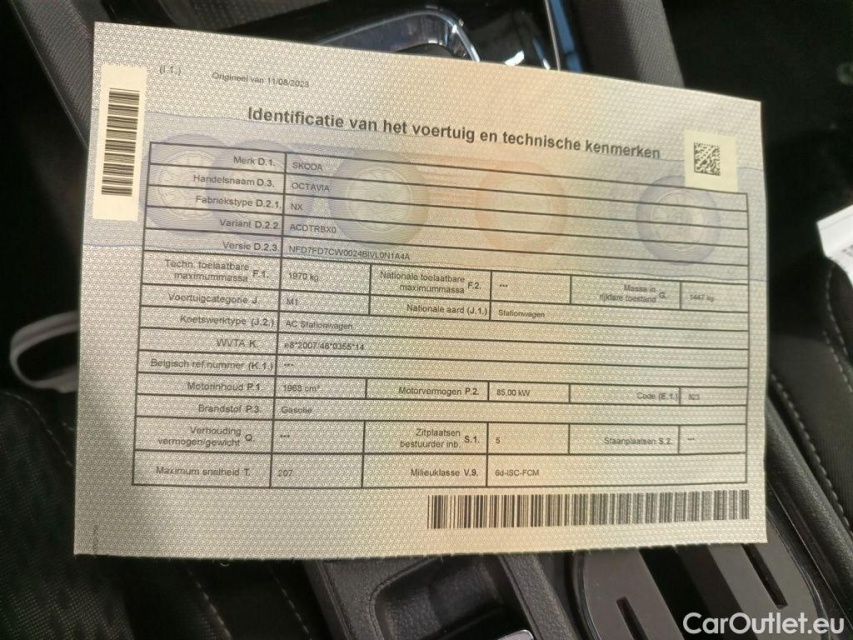 (I.1.) Origineel van 11/08/2023
Identificatie van het voertuig en technische kenmerken
Merk D.1. SKODA
Handelsnaam D.3. OCTAVIA
Fabriekstype D.2.1. NX
Variant D.2.2. ACDTRBX0
Versie D.2.3. NFD7FD7CW0024BIVL0N1A4A
Techn. toelaatbare maximummassa F.1. 1970 kg Nationale toelaatbare maximummassa F.2. --- Massa in rijklare toestand G. 1447 kg
Voertuigcategorie J. M1 Nationale aard (J.1.) Stationwagen
Koetswerktype (J.2.) AC Stationwagen
WVTA K. e8*2007/46*0355*14
Belgisch ref.nummer (K.1.) ---
Motorinhoud P.1. 1968 cm³ Motorvermogen P.2. 85,00 kW Code (E.1.)
Brandstof P.3. Gasolie
Verhouding vermogen/gewicht Q. --- Zitplaatsen bestuurder inb. S.1. 5 Staanplaatsen S.2. ---
Maximum snelheid T. 207 Milieuklasse V.9. 6d-ISC-FCM
CarOutlet.eu